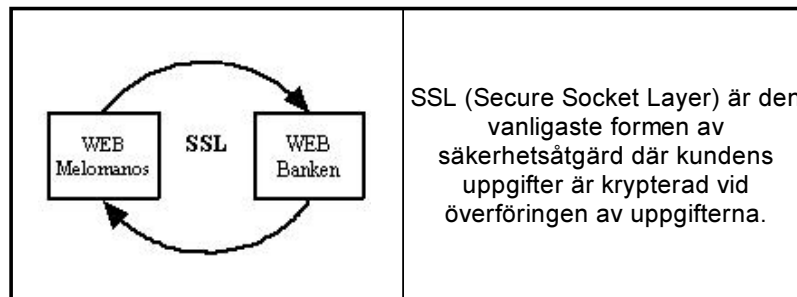 WEB
Melomanos
SSL
WEB
Banken
SSL (Secure Socket Layer) är den
vanligaste formen av
säkerhetsåtgärd där kundens
uppgifter är krypterad vid
överföringen av uppgifterna.